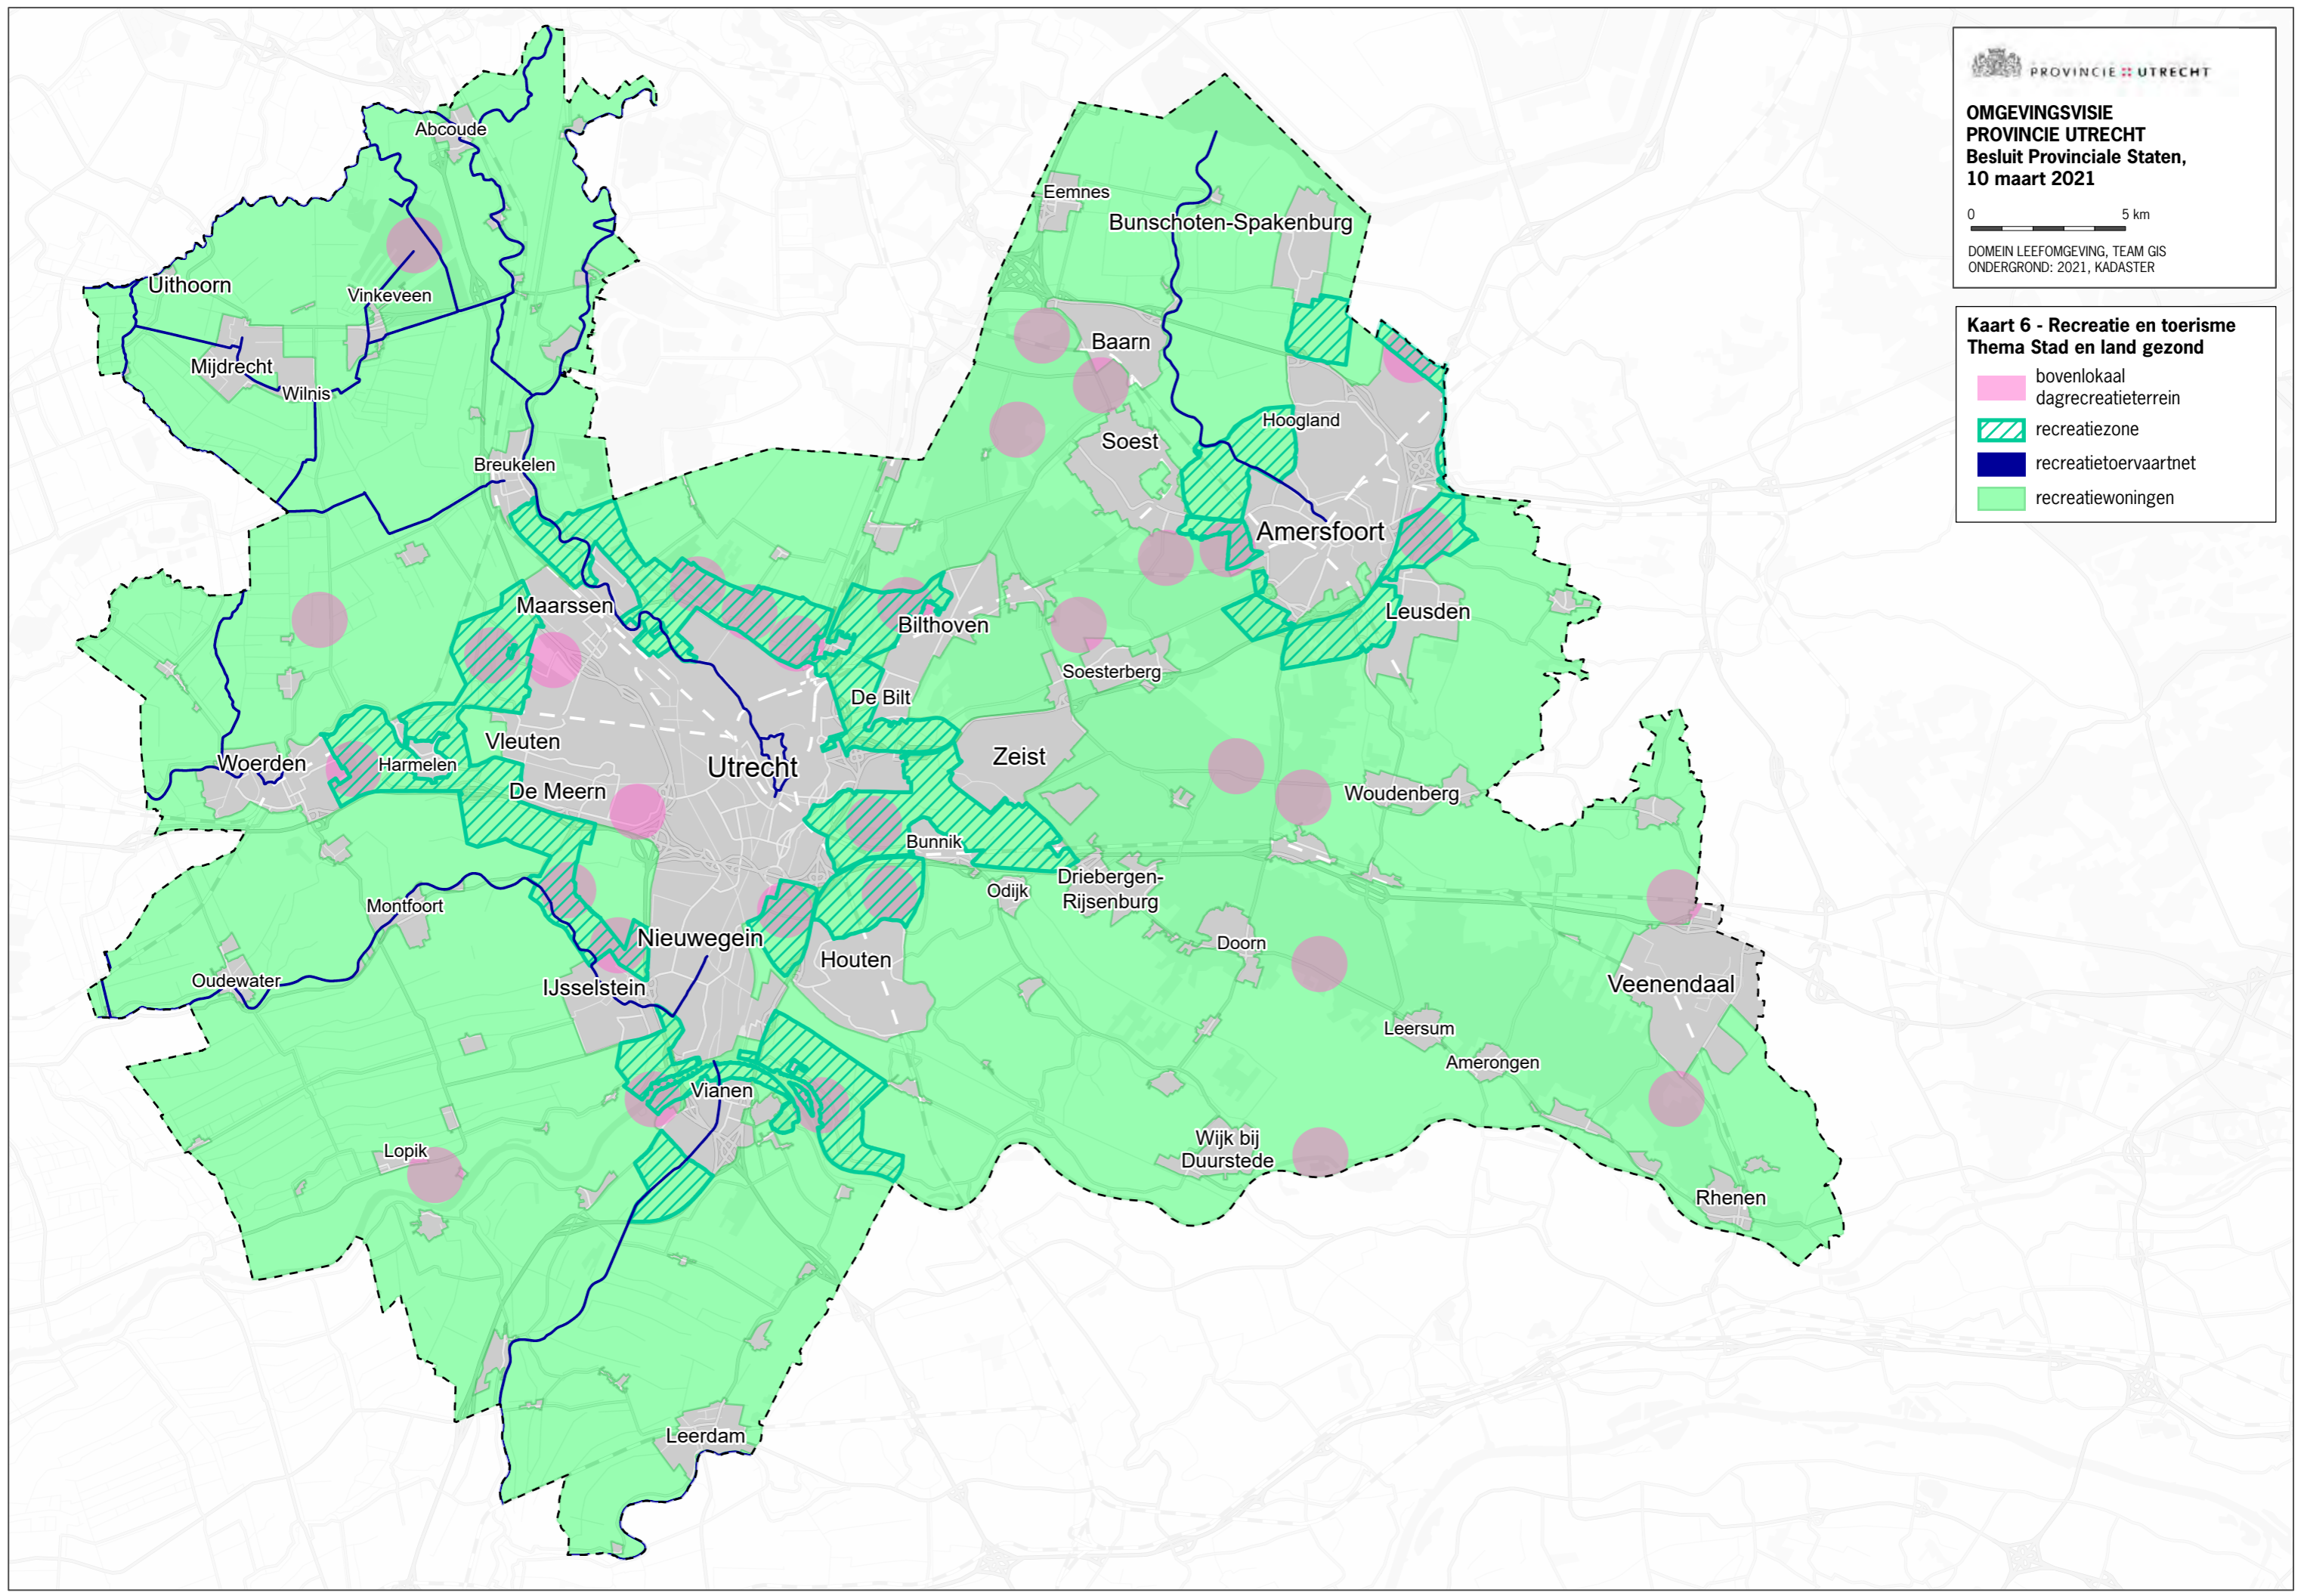 PROVINCIE UTRECHT
OMGEVINGSVISIE
PROVINCIE UTRECHT
Besluit Provinciale Staten,
10 maart 2021
0 5 km
DOMEIN LEEFOMGEVING, TEAM GIS
ONDERGROND: 2021, KADASTER
Kaart 6 - Recreatie en toerisme
Thema Stad en land gezond
bovenlokaal
dagrecreatieterrein
recreatiezone
recreatietoervaartnet
recreatiewoningen
Abcoude
Eemnes
Bunschoten-Spakenburg
Uithoorn
Vinkeveen
Baarn
Mijdrecht
Wilnis
Hoogland
Soest
Breukelen
Amersfoort
Maarssen
Leusden
Bilthoven
Soesterberg
De Bilt
Vleuten
Zeist
Woerden
Harmelen
Utrecht
De Meern
Woudenberg
Bunnik
Driebergen-
Rijsenburg
Odijk
Montfoort
Nieuwegein
Doorn
Houten
Oudewater
IJsselstein
Veenendaal
Leersum
Amerongen
Vianen
Lopik
Wijk bij
Duurstede
Rhenen
Leerdam